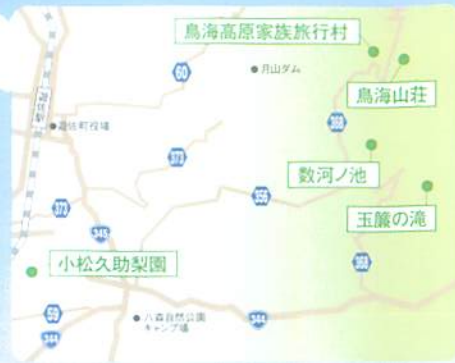 鳥海高原家族旅行村
60
月山ダム
鳥海山荘
368
遊佐町役場
373
数河ノ池
356
玉簾の滝
373
345
小松久助梨園
368
59
八森自然公園
キャンプ場
344
344